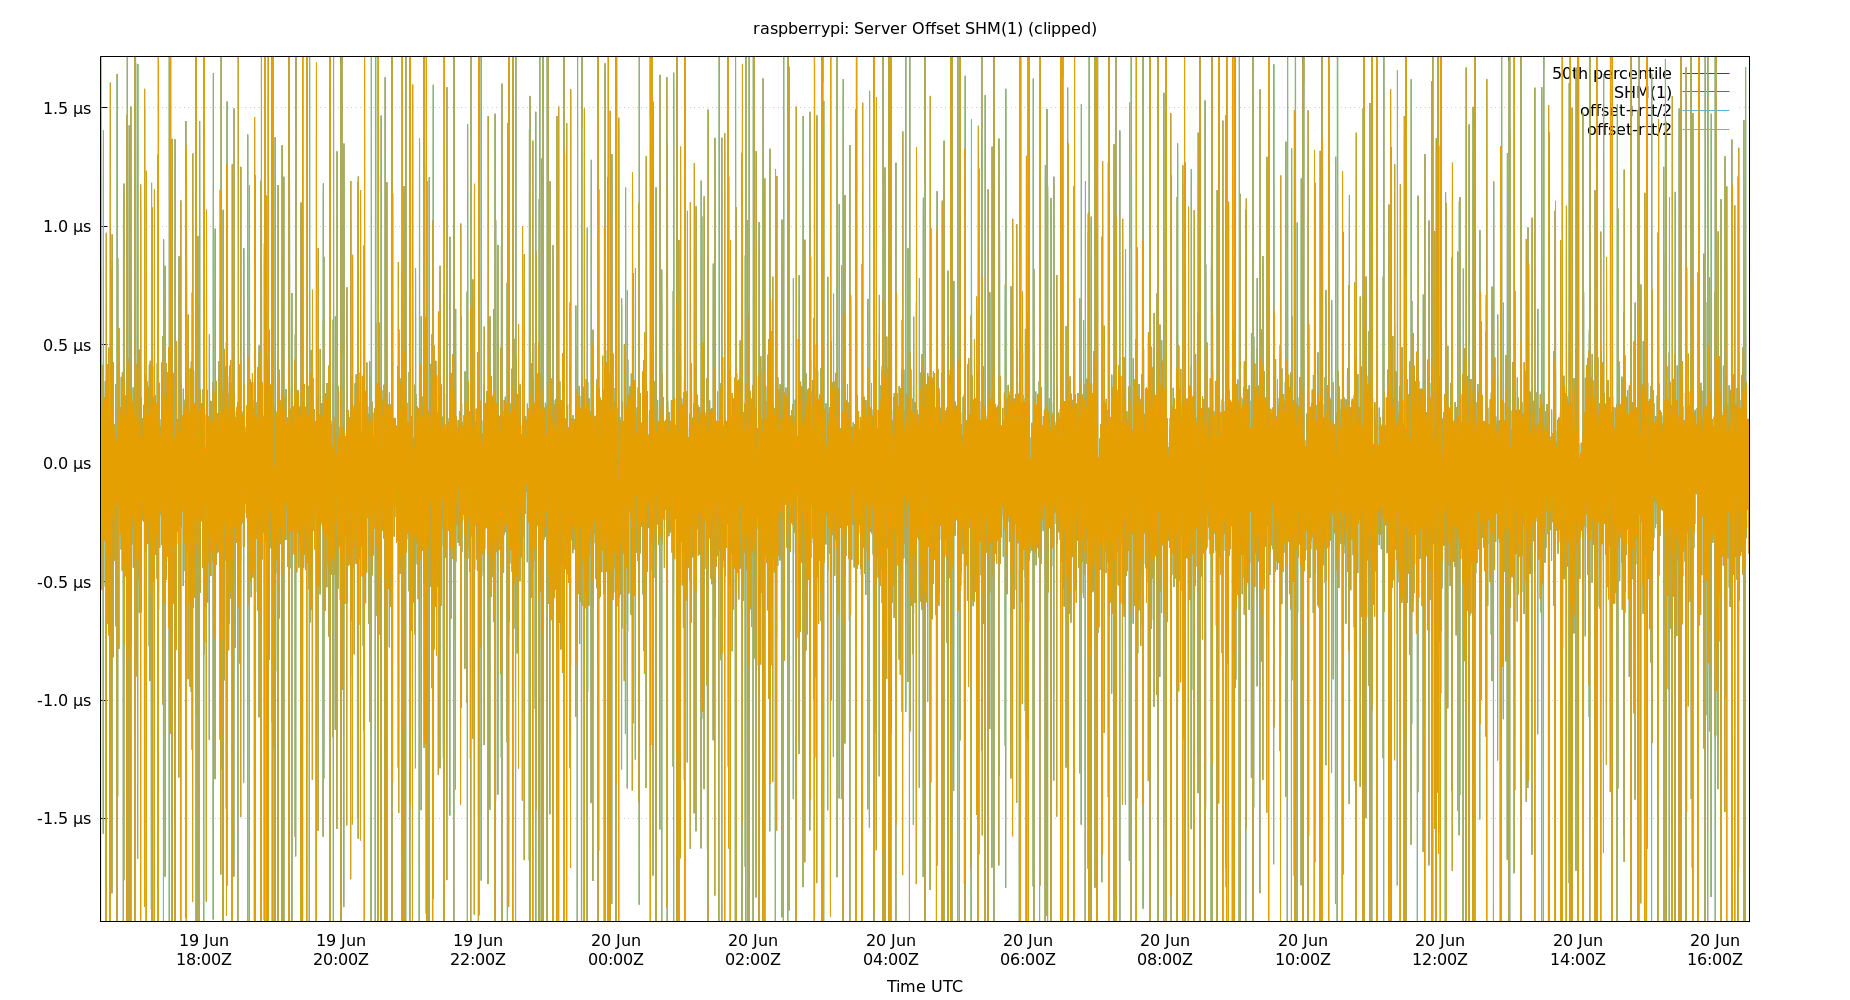 raspberrypi: Server Offset SHM(1) (clipped)
50th percentile
SHM(1)
offset+rtt/2
offset-rtt/2
1.5 µs
1.0 µs
0.5 µs
0.0 µs
-0.5 µs
-1.0 µs
-1.5 µs
19 Jun 19 Jun 19 Jun 20 Jun 20 Jun 20 Jun 20 Jun 20 Jun 20 Jun 20 Jun 20 Jun 20 Jun
18:00Z 20:00Z 22:00Z 00:00Z 02:00Z 04:00Z 06:00Z 08:00Z 10:00Z 12:00Z 14:00Z 16:00Z
Time UTC